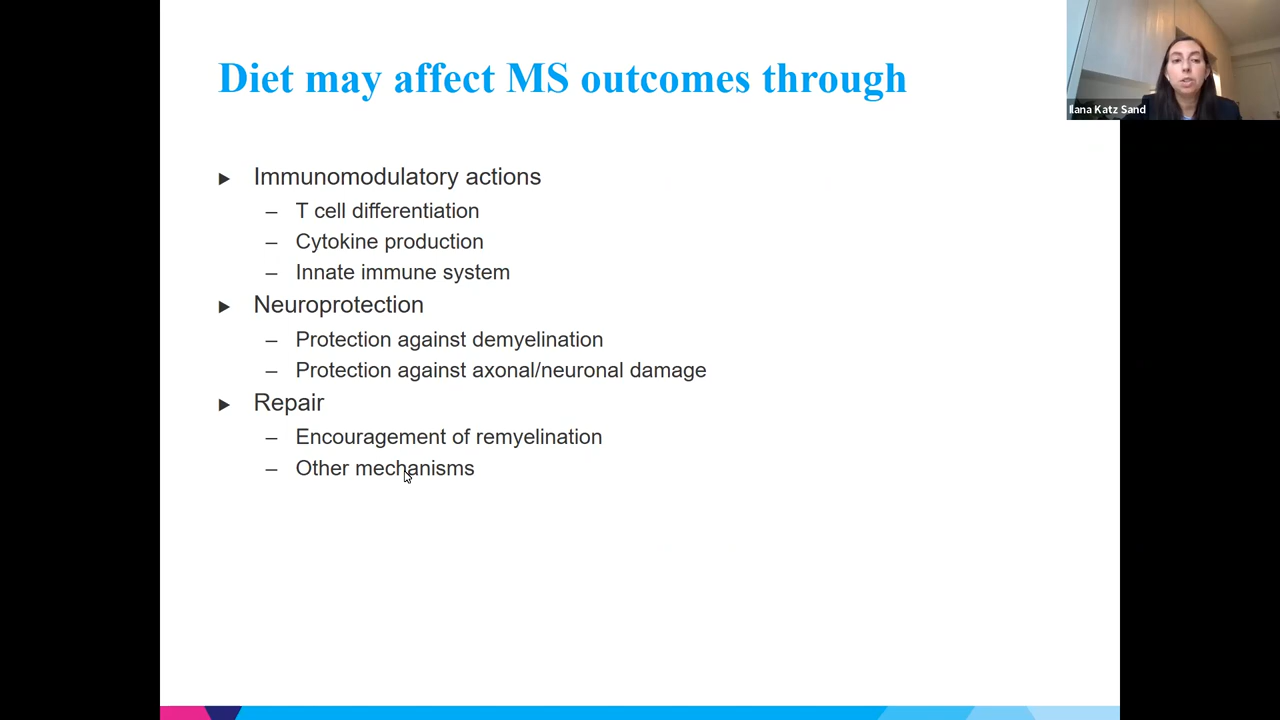 Diet may affect MS outcomes through
Ilana Katz Sand
▶ Immunomodulatory actions
– T cell differentiation
– Cytokine production
– Innate immune system
▶ Neuroprotection
– Protection against demyelination
– Protection against axonal/neuronal damage
▶ Repair
– Encouragement of remyelination
– Other mechanisms